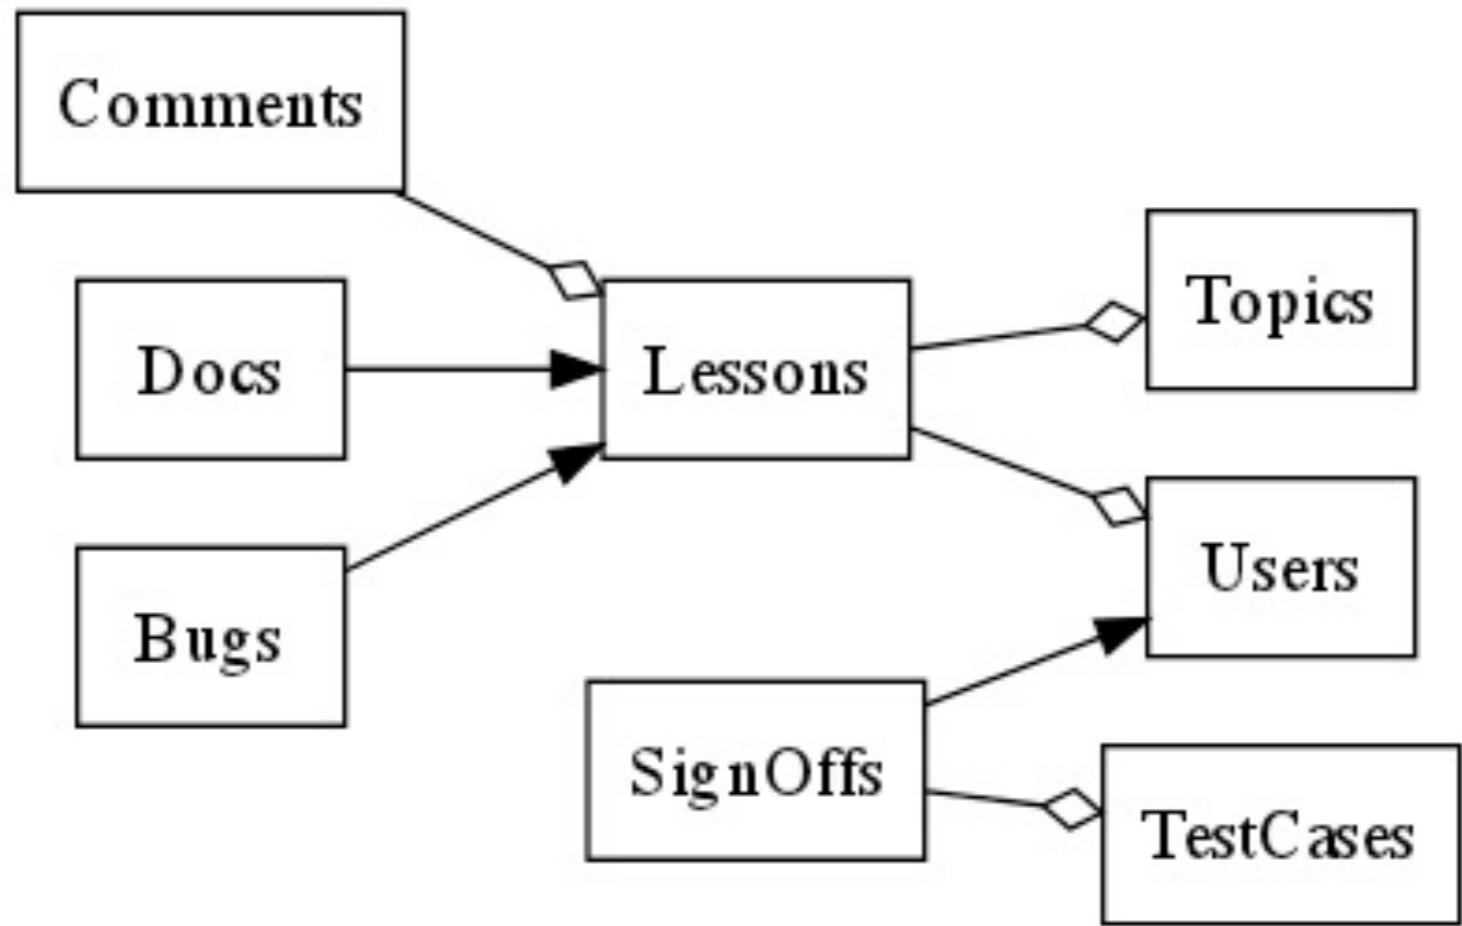 Comments
Docs
Bugs
Lessons
SignOffs
Topics
Users
TestCases